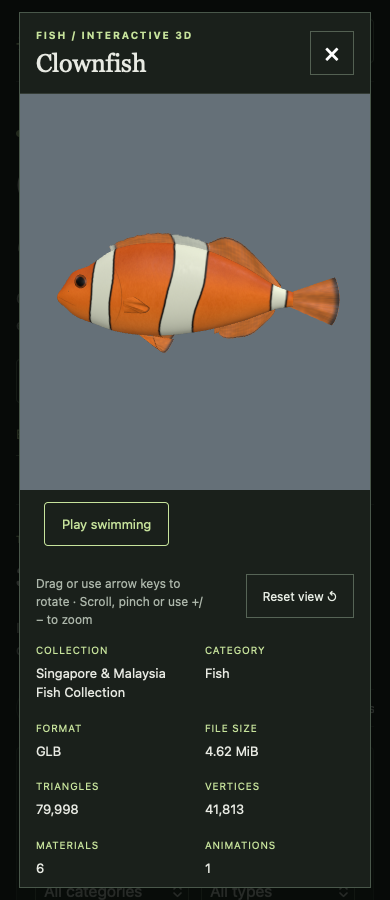 FISH / INTERACTIVE 3D
Clownfish
×
Play swimming
Drag or use arrow keys to
rotate · Scroll, pinch or use +/
− to zoom
Reset view ↺
COLLECTION
Singapore & Malaysia
Fish Collection
CATEGORY
Fish
FORMAT
GLB
FILE SIZE
4.62 MiB
TRIANGLES
79,998
VERTICES
41,813
MATERIALS
6
ANIMATIONS
1
All categories
All types